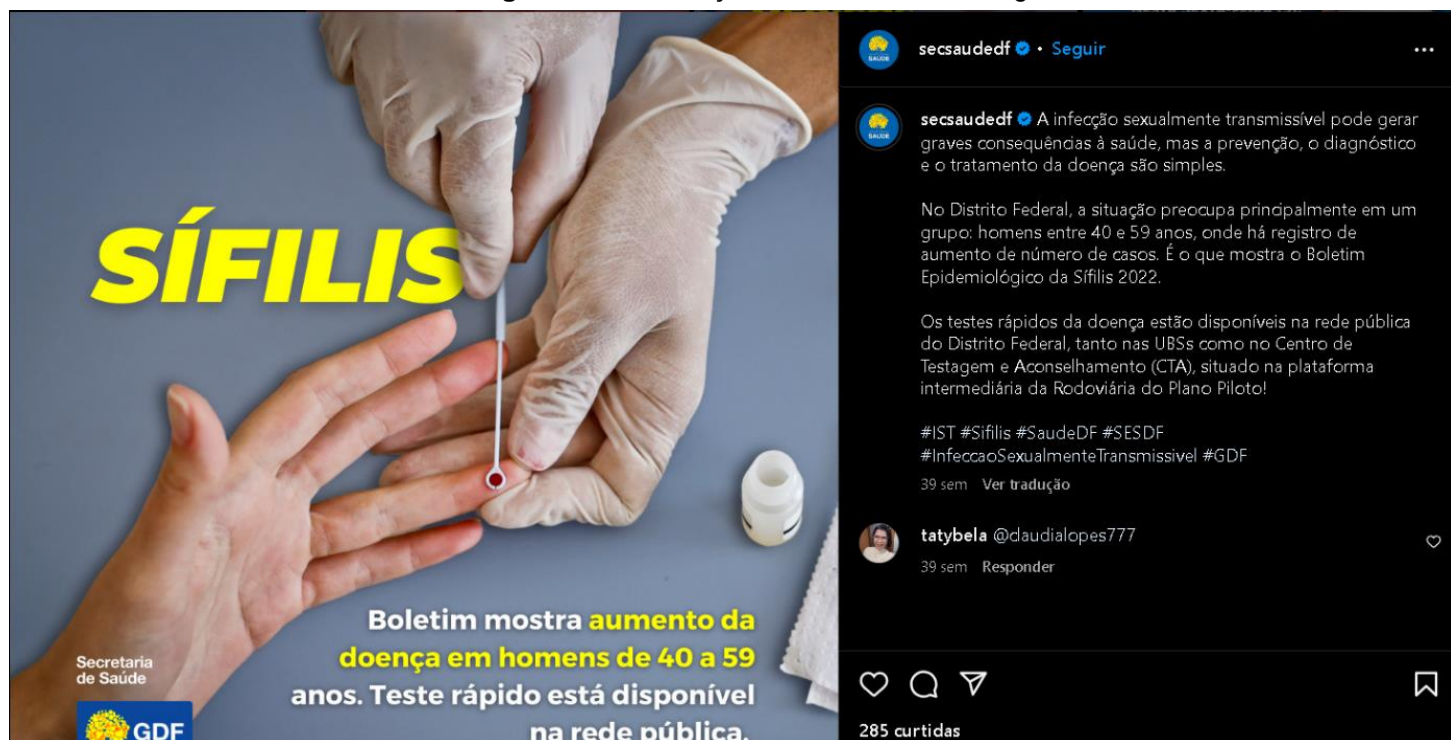 SÍFILIS
Boletim mostra aumento da
doença em homens de 40 a 59
anos. Teste rápido está disponível
na rede pública.
Secretaria
de Saúde
GDF
SAÚDE
secsaudedf • Seguir
SAÚDE
secsaudedf A infecção sexualmente transmissível pode gerar
graves consequências à saúde, mas a prevenção, o diagnóstico
e o tratamento da doença são simples.
No Distrito Federal, a situação preocupa principalmente em um
grupo: homens entre 40 e 59 anos, onde há registro de
aumento de número de casos. É o que mostra o Boletim
Epidemiológico da Sífilis 2022.
Os testes rápidos da doença estão disponíveis na rede pública
do Distrito Federal, tanto nas UBSs como no Centro de
Testagem e Aconselhamento (CTA), situado na plataforma
intermediária da Rodoviária do Plano Piloto!
#IST #Sifilis #SaudeDF #SESDF
#InfeccaoSexualmenteTransmissivel #GDF
39 sem Ver tradução
tatybela @claudialopes777
39 sem Responder
285 curtidas